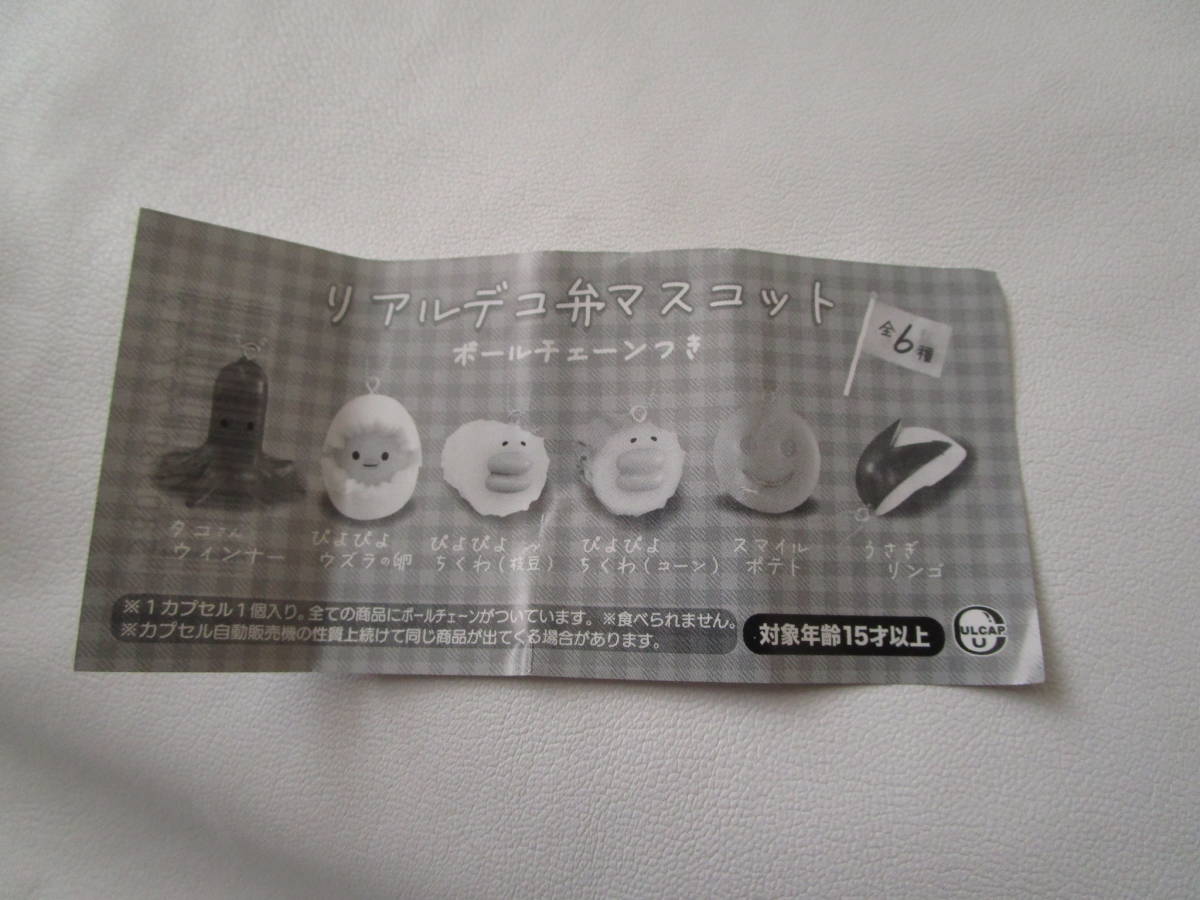 リアルデコ弁マスコット
ボールチェーンつき
全6種
タコさん
ウィンナー
ぴよぴよ
ウズラの卵
ぴよぴよ
ちくわ(枝豆)
ぴよぴよ
ちくわ(コーン)
スマイル
ポテト
うさぎ
リンゴ
※1カプセル1個入り。全ての商品にボールチェーンがついています。※食べられません。
※カプセル自動販売機の性質上続けて同じ商品が出てくる場合があります。
対象年齢15才以上
ULCAP
U